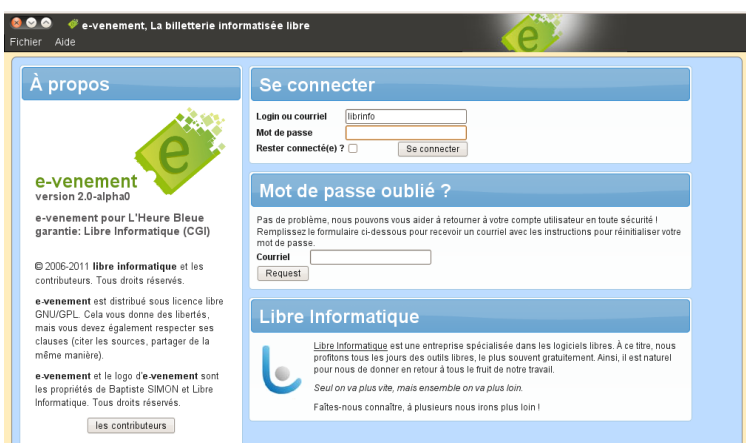 e-venement, La billetterie informatisée libre
Fichier Aide
e
À propos
e
e-venement
version 2.0-alpha0
e-venement pour L'Heure Bleue
garantie: Libre Informatique (CGI)
© 2006-2011 libre informatique et les
contributeurs. Tous droits réservés.
e-venement est distribué sous licence libre
GNU/GPL. Cela vous donne des libertés,
mais vous devez également respecter ses
clauses (citer les sources, partager de la
même manière).
e-venement et le logo d'e-venement sont
les propriétés de Baptiste SIMON et Libre
Informatique. Tous droits réservés.
les contributeurs
Se connecter
Login ou courriel librinfo
Mot de passe
Rester connecté(e) ? Se connecter
Mot de passe oublié ?
Pas de problème, nous pouvons vous aider à retourner à votre compte utilisateur en toute sécurité !
Remplissez le formulaire ci-dessous pour recevoir un courriel avec les instructions pour réinitialiser votre
mot de passe.
Courriel
Request
Libre Informatique
Libre Informatique est une entreprise spécialisée dans les logiciels libres. À ce titre, nous
profitons tous les jours des outils libres, le plus souvent gratuitement. Ainsi, il est naturel
pour nous de donner en retour à tous le fruit de notre travail.
Seul on va plus vite, mais ensemble on va plus loin.
Faîtes-nous connaître, à plusieurs nous irons plus loin !